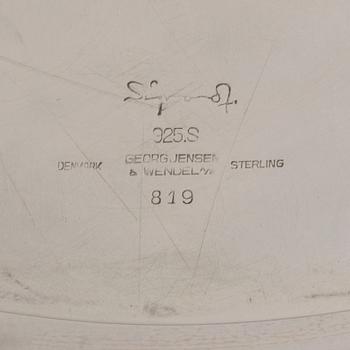 925.S
DENMARK GEORG JENSEN STERLING
& WENDEL A/S
819